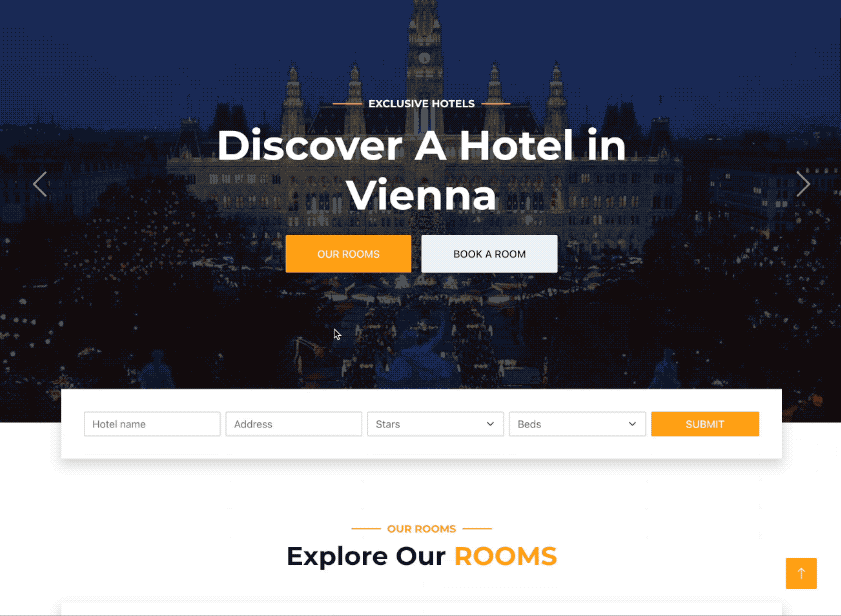 EXCLUSIVE HOTELS
Discover A Hotel in
Vienna
OUR ROOMS
BOOK A ROOM
Hotel name
Address
Stars
Beds
SUBMIT
OUR ROOMS
Explore Our ROOMS